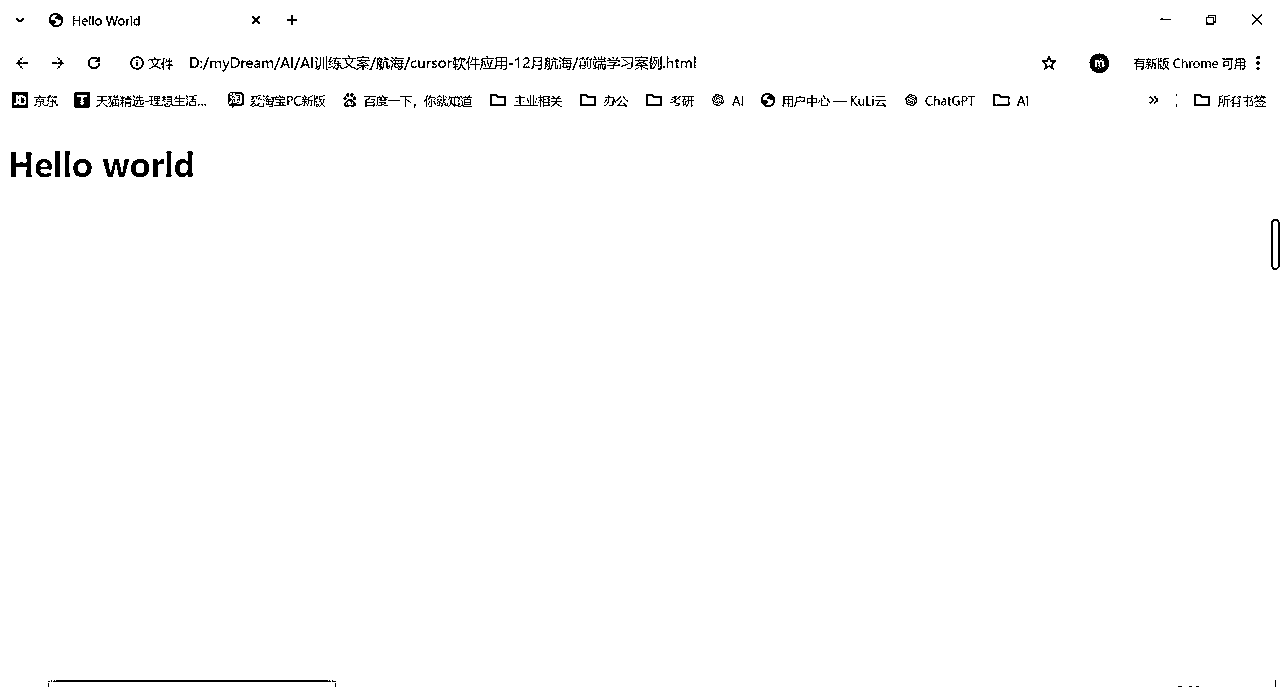 Hello World
文件 D:/myDream/AI/AI训练文案/航海/cursor软件应用-12月航海/前端学习案例.html m 有新版 Chrome 可用
JD 京东 T 天猫精选-理想生活... 淘 爱淘宝PC新版 百度一下，你就知道 主业相关 办公 考研 AI 用户中心 — KuLi云 ChatGPT AI » 所有书签
Hello world